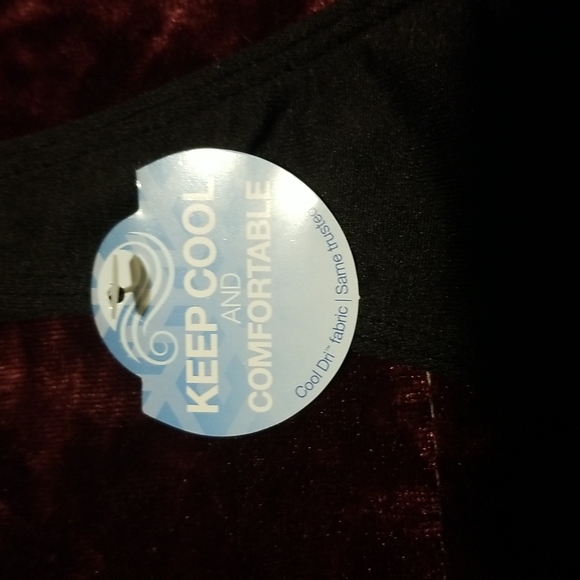 KEEP COOL
AND
COMFORTABLE
Cool Dri™ fabric | Same trusted